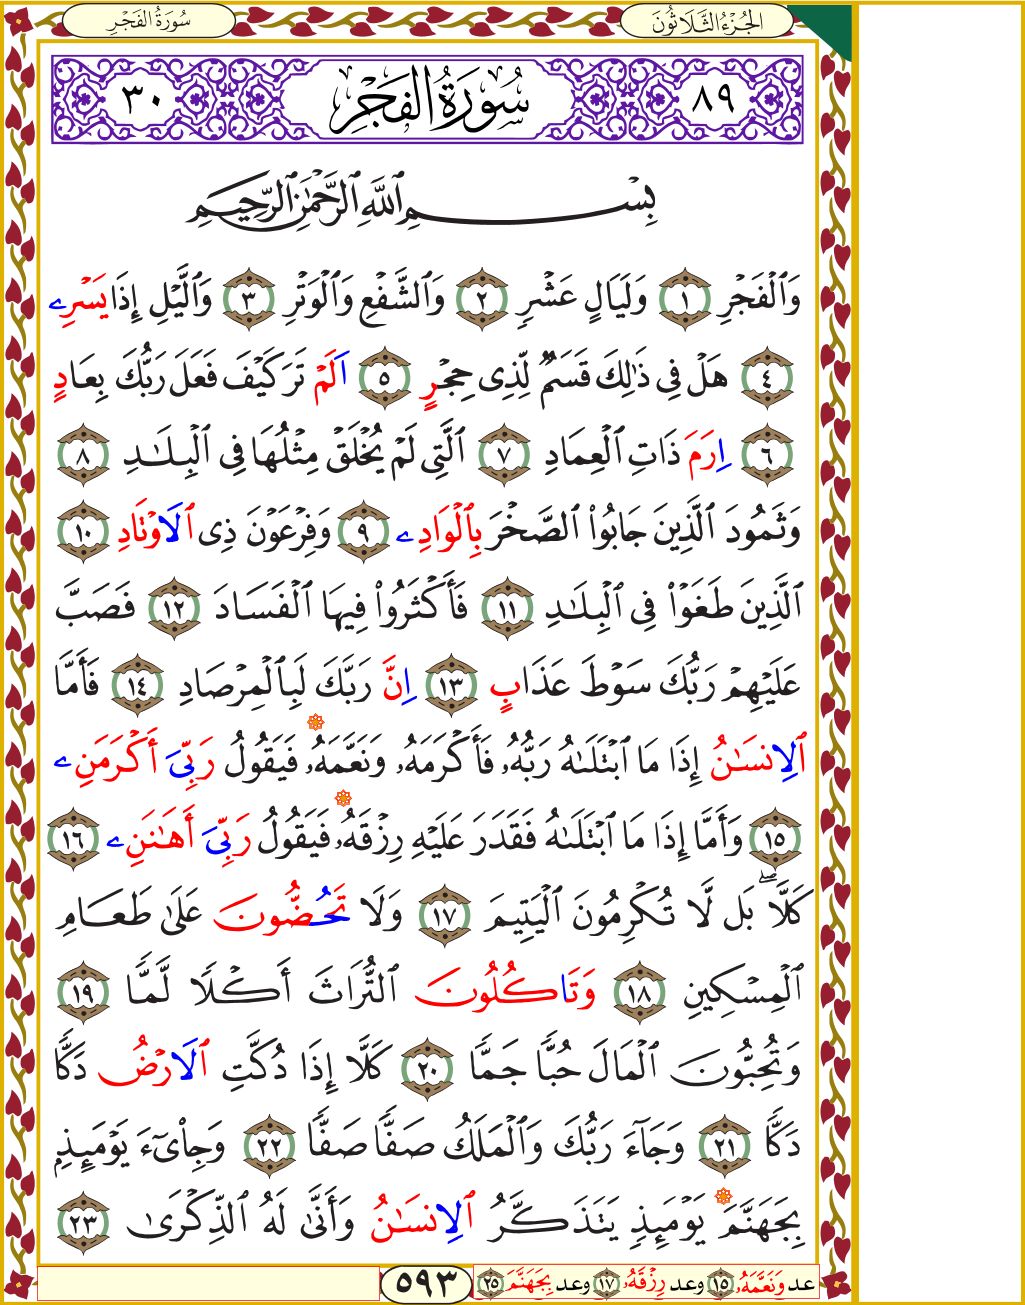 سُورَةُ الفَجْرِ
الجُزْءُ الثَّلَاثُونَ
٨٩ سُورَةُ الفَجْرِ ٣٠
بِسْمِ ٱللَّهِ ٱلرَّحْمَٰنِ ٱلرَّحِيمِ
وَٱلْفَجْرِ ١ وَلَيَالٍ عَشْرٍ ٢ وَٱلشَّفْعِ وَٱلْوَتْرِ ٣ وَٱلَّيْلِ إِذَا يَسْرِۦ
٤ هَلْ فِى ذَٰلِكَ قَسَمٌ لِّذِى حِجْرٍ ٥ اَلَمْ تَرَ كَيْفَ فَعَلَ رَبُّكَ بِعَادٍ
٦ اِرَمَ ذَاتِ ٱلْعِمَادِ ٧ ٱلَّتِى لَمْ يُخْلَقْ مِثْلُهَا فِى ٱلْبِلَٰدِ ٨
وَثَمُودَ ٱلَّذِينَ جَابُوا۟ ٱلصَّخْرَ بِٱلْوَادِۦ ٩ وَفِرْعَوْنَ ذِى ٱلَاوْتَادِ ١٠
ٱلَّذِينَ طَغَوْا۟ فِى ٱلْبِلَٰدِ ١١ فَأَكْثَرُوا۟ فِيهَا ٱلْفَسَادَ ١٢ فَصَبَّ
عَلَيْهِمْ رَبُّكَ سَوْطَ عَذَابٍ ١٣ اِنَّ رَبَّكَ لَبِٱلْمِرْصَادِ ١٤ فَأَمَّا
ٱلِانسَٰنُ إِذَا مَا ٱبْتَلَىٰهُ رَبُّهُۥ فَأَكْرَمَهُۥ وَنَعَّمَهُۥ فَيَقُولُ رَبِّىَ أَكْرَمَنِۦ
١٥ وَأَمَّا إِذَا مَا ٱبْتَلَىٰهُ فَقَدَرَ عَلَيْهِ رِزْقَهُۥ فَيَقُولُ رَبِّىَ أَهَٰنَنِۦ ١٦
كَلَّاۖ بَل لَّا تُكْرِمُونَ ٱلْيَتِيمَ ١٧ وَلَا تَحُضُّونَ عَلَىٰ طَعَامِ
ٱلْمِسْكِينِ ١٨ وَتَاكُلُونَ ٱلتُّرَاثَ أَكْلًا لَّمًّا ١٩
وَتُحِبُّونَ ٱلْمَالَ حُبًّا جَمًّا ٢٠ كَلَّا إِذَا دُكَّتِ ٱلَارْضُ دَكًّا
دَكًّا ٢١ وَجَآءَ رَبُّكَ وَٱلْمَلَكُ صَفًّا صَفًّا ٢٢ وَجِا۟ىٓءَ يَوْمَئِذِۭ
بِجَهَنَّمَ يَوْمَئِذٍ يَتَذَكَّرُ ٱلِانسَٰنُ وَأَنَّىٰ لَهُ ٱلذِّكْرَىٰ ٢٣
عد وَنَعَّمَهُۥ ١٥ وعد رِزْقَهُۥ ١٧ وعد بِجَهَنَّمَ ٢٥
٥٩٣